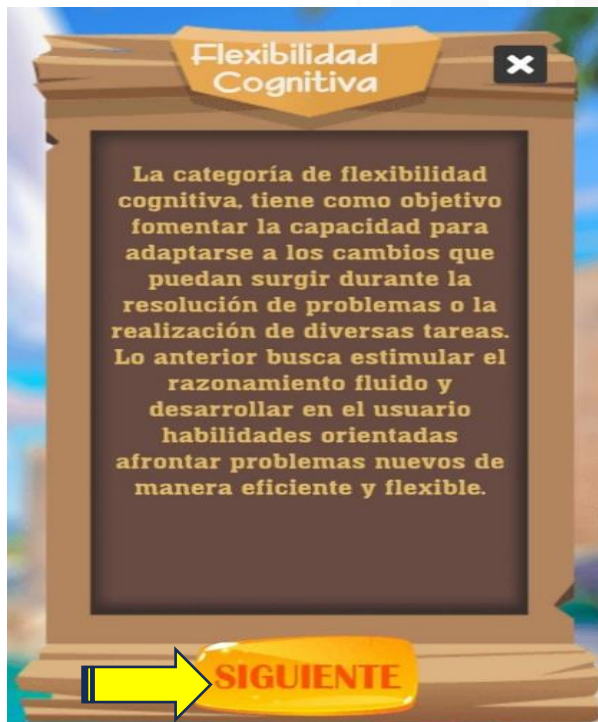 Flexibilidad
Cognitiva
La categoría de flexibilidad
cognitiva, tiene como objetivo
fomentar la capacidad para
adaptarse a los cambios que
puedan surgir durante la
resolución de problemas o la
realización de diversas tareas.
Lo anterior busca estimular el
razonamiento fluido y
desarrollar en el usuario
habilidades orientadas
afrontar problemas nuevos de
manera eficiente y flexible.
SIGUIENTE